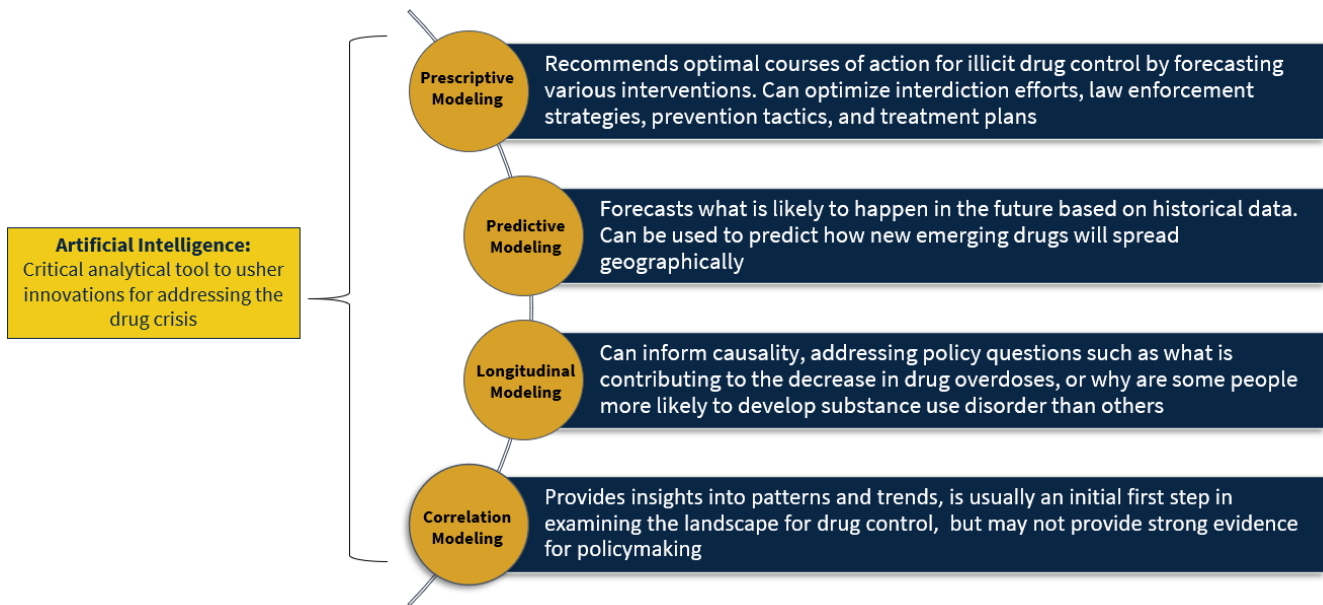 Artificial Intelligence:
Critical analytical tool to usher
innovations for addressing the
drug crisis
Prescriptive
Modeling
Recommends optimal courses of action for illicit drug control by forecasting
various interventions. Can optimize interdiction efforts, law enforcement
strategies, prevention tactics, and treatment plans
Predictive
Modeling
Forecasts what is likely to happen in the future based on historical data.
Can be used to predict how new emerging drugs will spread
geographically
Longitudinal
Modeling
Can inform causality, addressing policy questions such as what is
contributing to the decrease in drug overdoses, or why are some people
more likely to develop substance use disorder than others
Correlation
Modeling
Provides insights into patterns and trends, is usually an initial first step in
examining the landscape for drug control,  but may not provide strong evidence
for policymaking